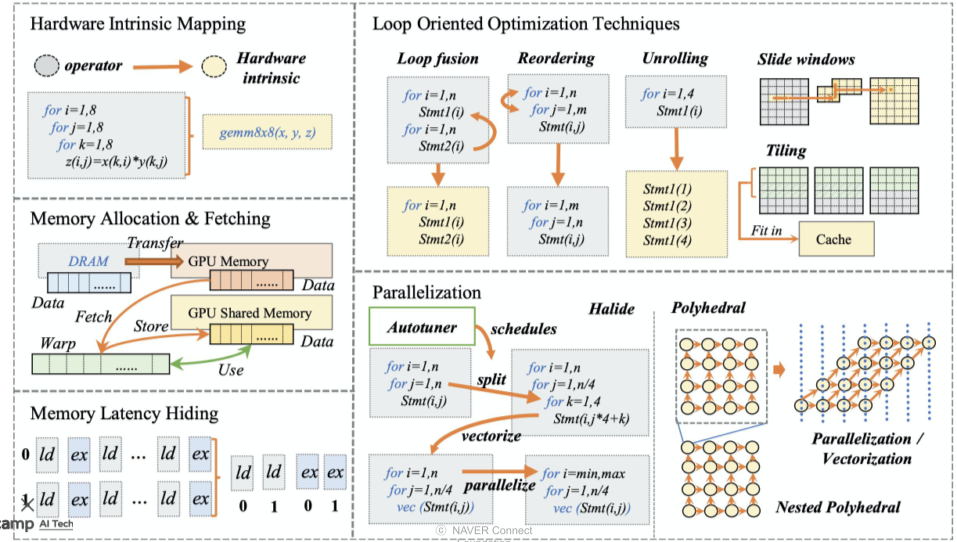 Hardware Intrinsic Mapping
operator
Hardware
intrinsic
for i=1,8
for j=1,8
for k=1,8
z(i,j)=x(k,i)*y(k,j)
gemm8x8(x, y, z)
Memory Allocation & Fetching
Transfer
DRAM
GPU Memory
......
......
Data
Data
Fetch
GPU Shared Memory
Store
......
Data
Warp
......
Use
Memory Latency Hiding
0
ld
ex
ld
...
ld
ex
ld
ex
ld
...
ld
ex
ld
ld
ex
ex
0
1
0
1
camp AI Tech
Loop Oriented Optimization Techniques
Loop fusion
for i=1,n
Stmt1(i)
for i=1,n
Stmt2(i)
for i=1,n
Stmt1(i)
Stmt2(i)
Reordering
for i=1,n
for j=1,m
Stmt(i,j)
for i=1,m
for j=1,n
Stmt(i,j)
Unrolling
for i=1,4
Stmt1(i)
Stmt1(1)
Stmt1(2)
Stmt1(3)
Stmt1(4)
Slide windows
Tiling
Fit in
Cache
Parallelization
Autotuner
schedules
Halide
for i=1,n
for j=1,n
Stmt(i,j)
split
for i=1,n
for j=1,n/4
for k=1,4
Stmt(i,j*4+k)
vectorize
for i=1,n
for j=1,n/4
vec (Stmt(i,j))
parallelize
for i=min,max
for j=1,n/4
vec (Stmt(i,j))
Polyhedral
Parallelization /
Vectorization
Nested Polyhedral
ⓒ NAVER Connect